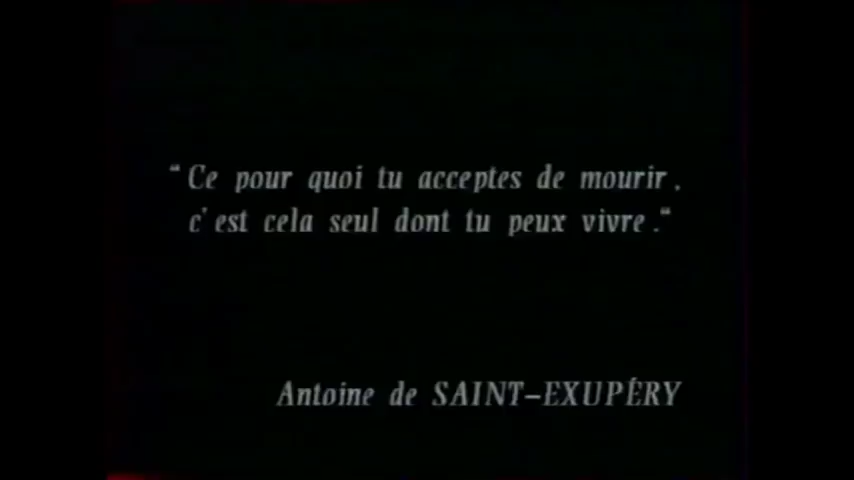 "Ce pour quoi tu acceptes de mourir,
c'est cela seul dont tu peux vivre."
Antoine de SAINT-EXUPÉRY